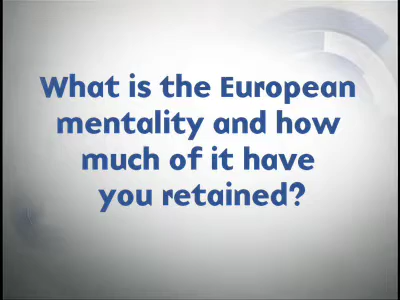 What is the European
mentality and how
much of it have
you retained?